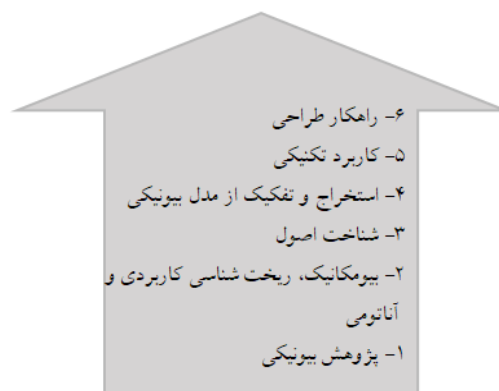 ۶- راهکار طراحی
۵- کاربرد تکنیکی
۴- استخراج و تفکیک از مدل بیونیکی
۳- شناخت اصول
۲- بیومکانیک، ریخت شناسی کاربردی و
آناتومی
۱- پژوهش بیونیکی